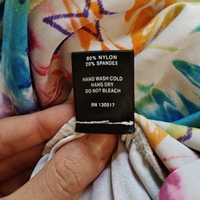 80% NYLON
20% SPANDEX
HAND WASH COLD
HANG DRY
DO NOT BLEACH
RN 130517